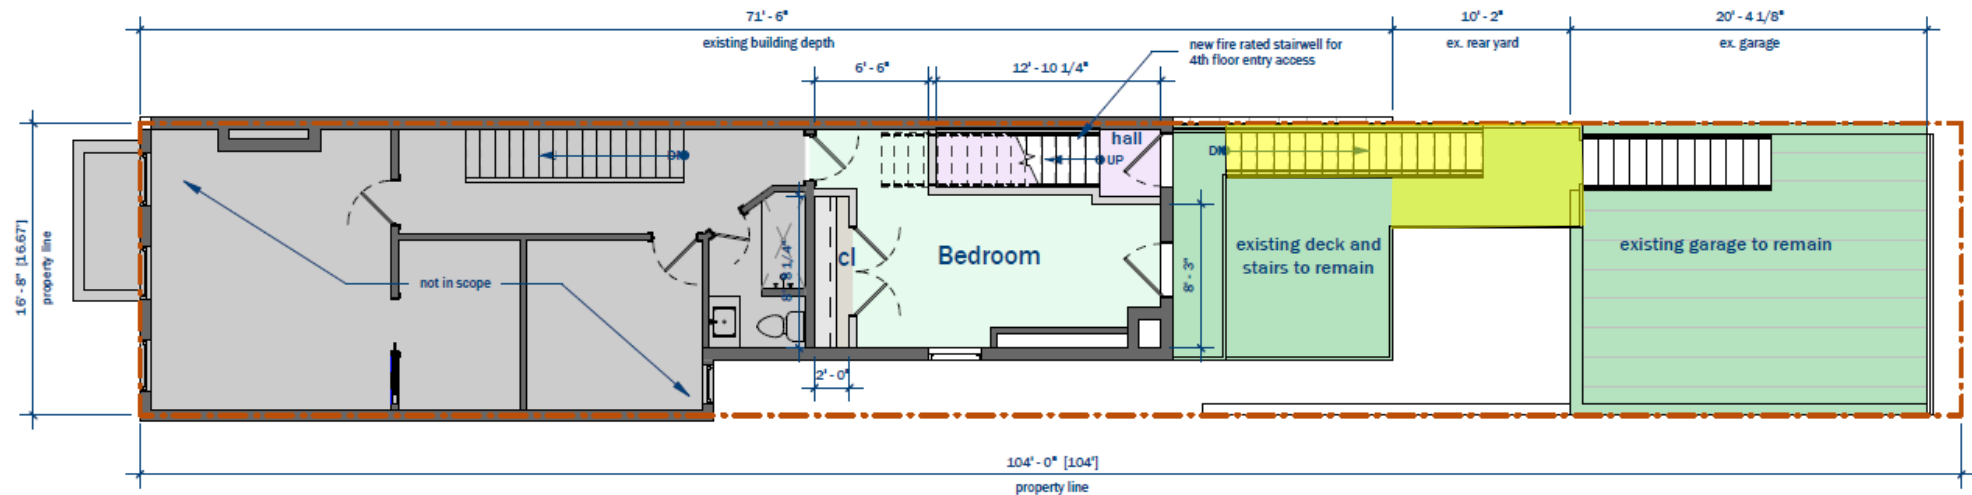 71' - 6"
10' - 2"
20' - 4 1/8"
existing building depth
ex. rear yard
ex. garage
new fire rated stairwell for
4th floor entry access
6' - 6"
12' - 10 1/4"
hall
DN
UP
DN
16' - 8" [16.67']
property line
not in scope
8 1/4"
cl
Bedroom
8' - 3"
existing deck and
stairs to remain
existing garage to remain
2' - 0"
104' - 0" [104']
property line